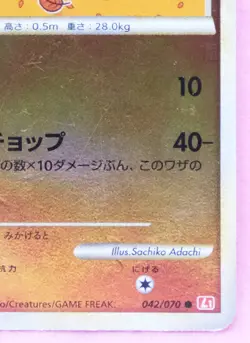 高さ:0.5m 重さ:28.0kg
10
チョップ 40−
の数×10ダメージぶん、このワザの
みかけると
Illus.Sachiko Adachi
抗力 にげる
o/Creatures/GAME FREAK. 042/070 ●